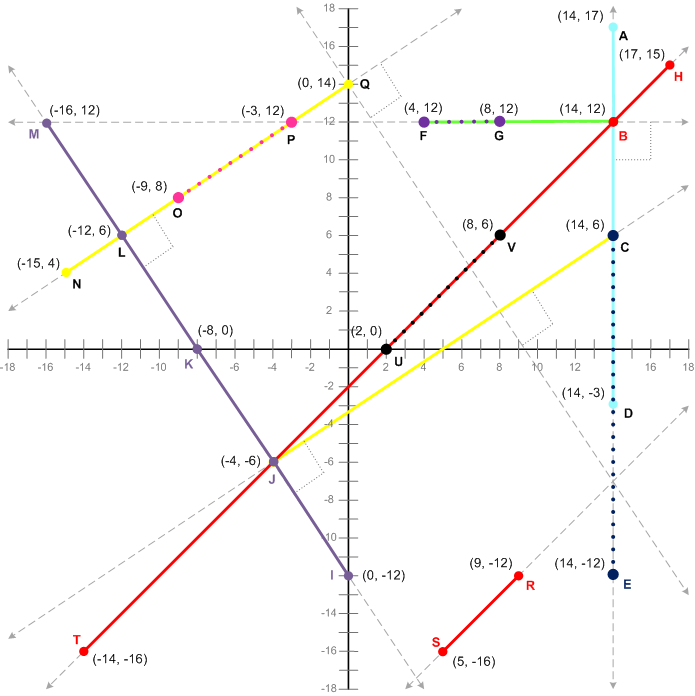 18
(14, 17)
A
16
(17, 15)
H
(0, 14)
Q
(-16, 12)
M
(-3, 12)
P
(4, 12)
F
(8, 12)
G
(14, 12)
B
12
10
(-9, 8)
O
8
(-12, 6)
L
6
(8, 6)
V
(14, 6)
C
(-15, 4)
N
4
2
(-8, 0)
K
(2, 0)
U
-18 -16 -14 -12 -10 -8 -6 -4 -2 2 4 6 8 10 12 14 16 18
-2
(14, -3)
D
-4
(-4, -6)
J
-6
-8
10
I
(0, -12)
(9, -12)
R
(14, -12)
E
-14
T
(-14, -16)
S
(5, -16)
-16
-18